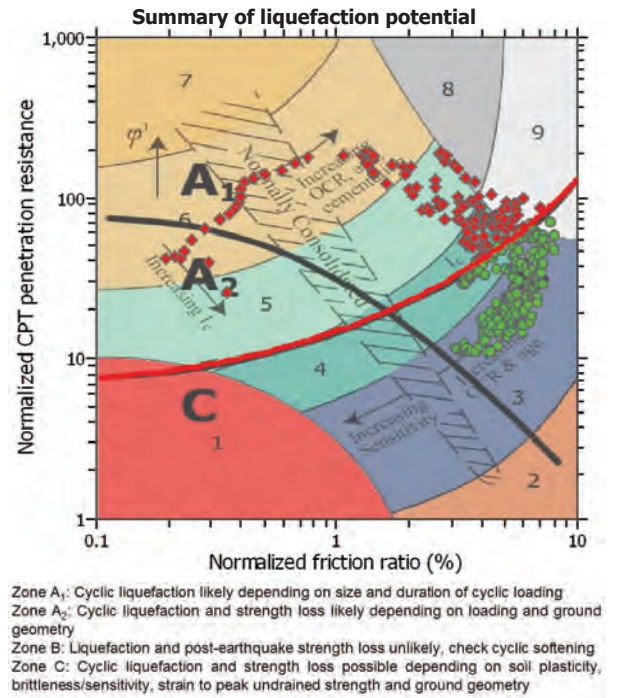 Summary of liquefaction potential
Normalized CPT penetration resistance
1,000
100
10
1
0.1
1
10
Normalized friction ratio (%)
7
8
9
φ'
A1
Increasing
OCR,
cementa
Normally Consolidated
6
A2
Increasing Ic
5
Ic
4
C
1
3
Increasing
Sensitivity
2
Zone A1: Cyclic liquefaction likely depending on size and duration of cyclic loading
Zone A2: Cyclic liquefaction and strength loss likely depending on loading and ground
geometry
Zone B: Liquefaction and post-earthquake strength loss unlikely, check cyclic softening
Zone C: Cyclic liquefaction and strength loss possible depending on soil plasticity,
brittleness/sensitivity, strain to peak undrained strength and ground geometry